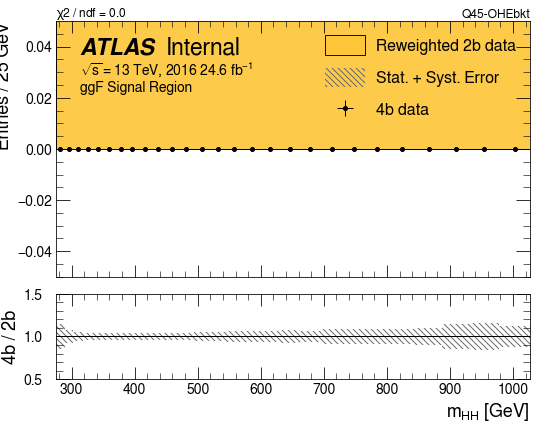 χ2 / ndf = 0.0
Q45-OHEbkt
Entries / 25 GeV
ATLAS Internal
√s = 13 TeV, 2016 24.6 fb⁻¹
ggF Signal Region
Reweighted 2b data
Stat. + Syst. Error
4b data
0.04
0.02
0.00
−0.02
−0.04
4b / 2b
1.5
1.0
0.5
300 400 500 600 700 800 900 1000
mHH [GeV]